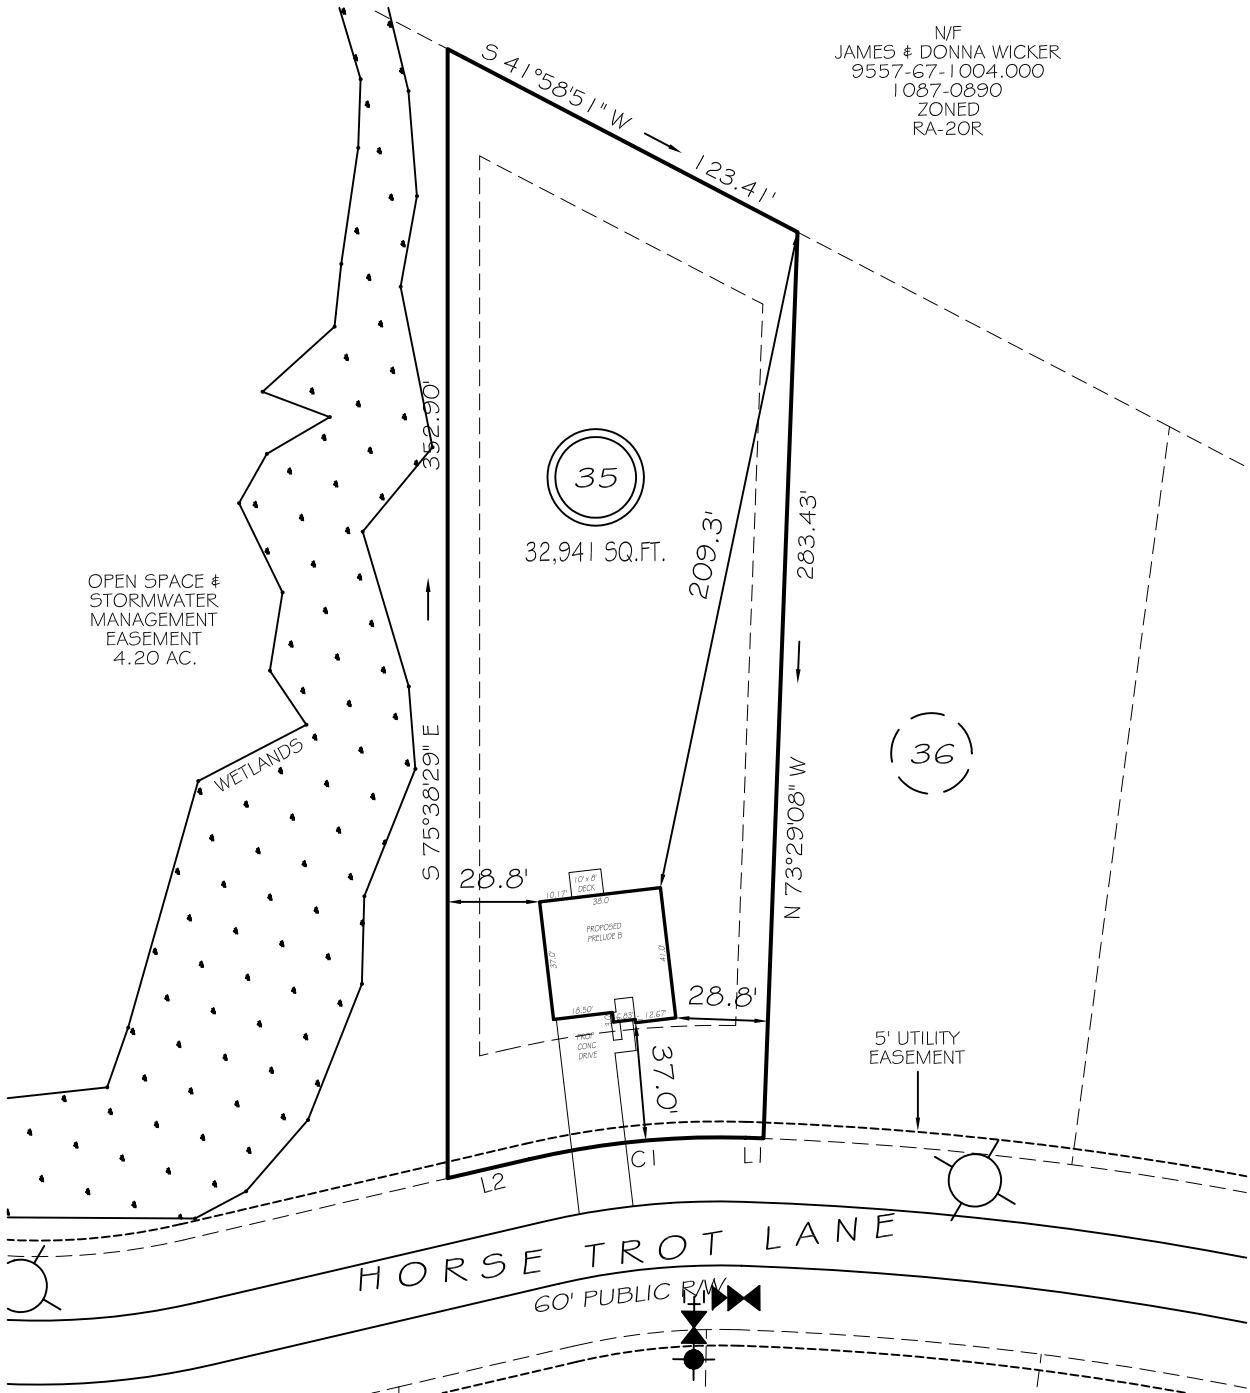 N/F
JAMES & DONNA WICKER
9557-67-1004.000
1087-0890
ZONED
RA-20R
S 41°58'51" W
123.41'
352.90'
S 75°38'29" E
35
32,941 SQ.FT.
209.3'
283.43'
N 73°29'08" W
OPEN SPACE &
STORMWATER
MANAGEMENT
EASEMENT
4.20 AC.
WETLANDS
36
28.8'
10' x 8'
DECK
10.17'
38.0
PROPOSED
PRELUDE B
37.0'
41.0'
18.50'
12.67'
28.8'
PROP
CONC
DRIVE
37.0'
5' UTILITY
EASEMENT
L2
C1
L1
HORSE TROT LANE
60' PUBLIC R/W